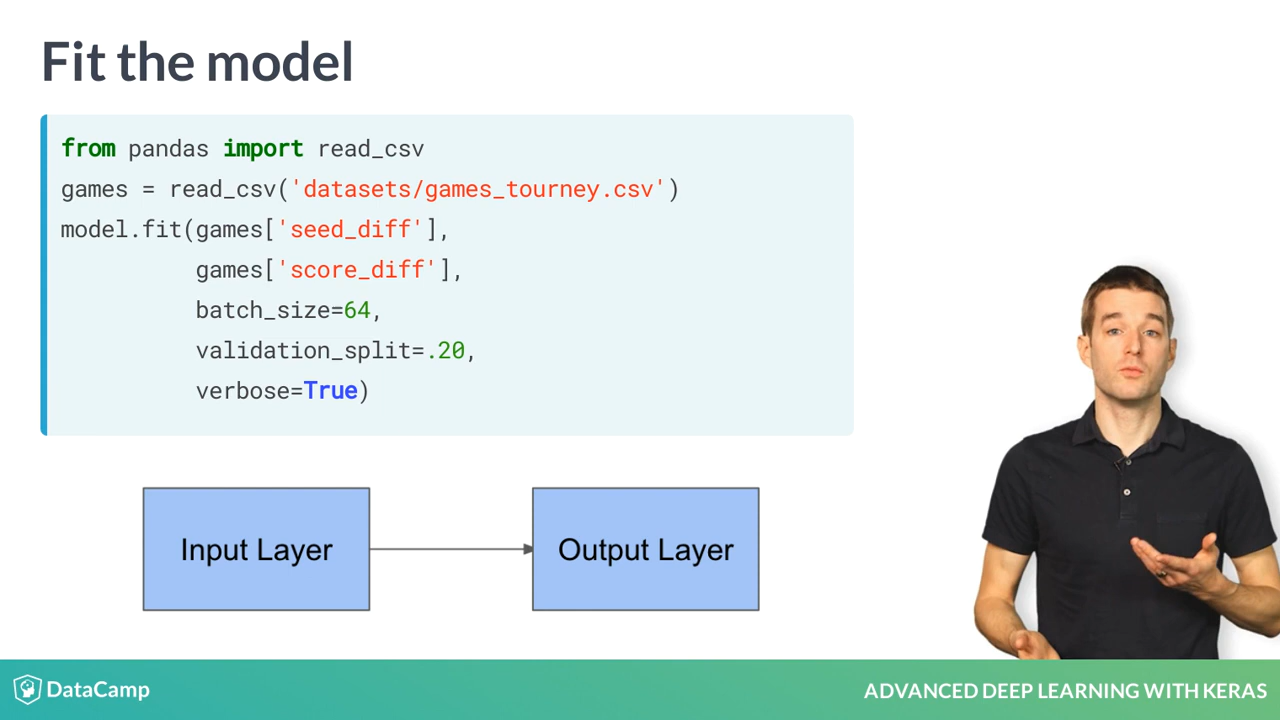 Fit the model
from pandas import read_csv
games = read_csv('datasets/games_tourney.csv')
model.fit(games['seed_diff'],
games['score_diff'],
batch_size=64,
validation_split=.20,
verbose=True)
Input Layer
Output Layer
DataCamp
ADVANCED DEEP LEARNING WITH KERAS